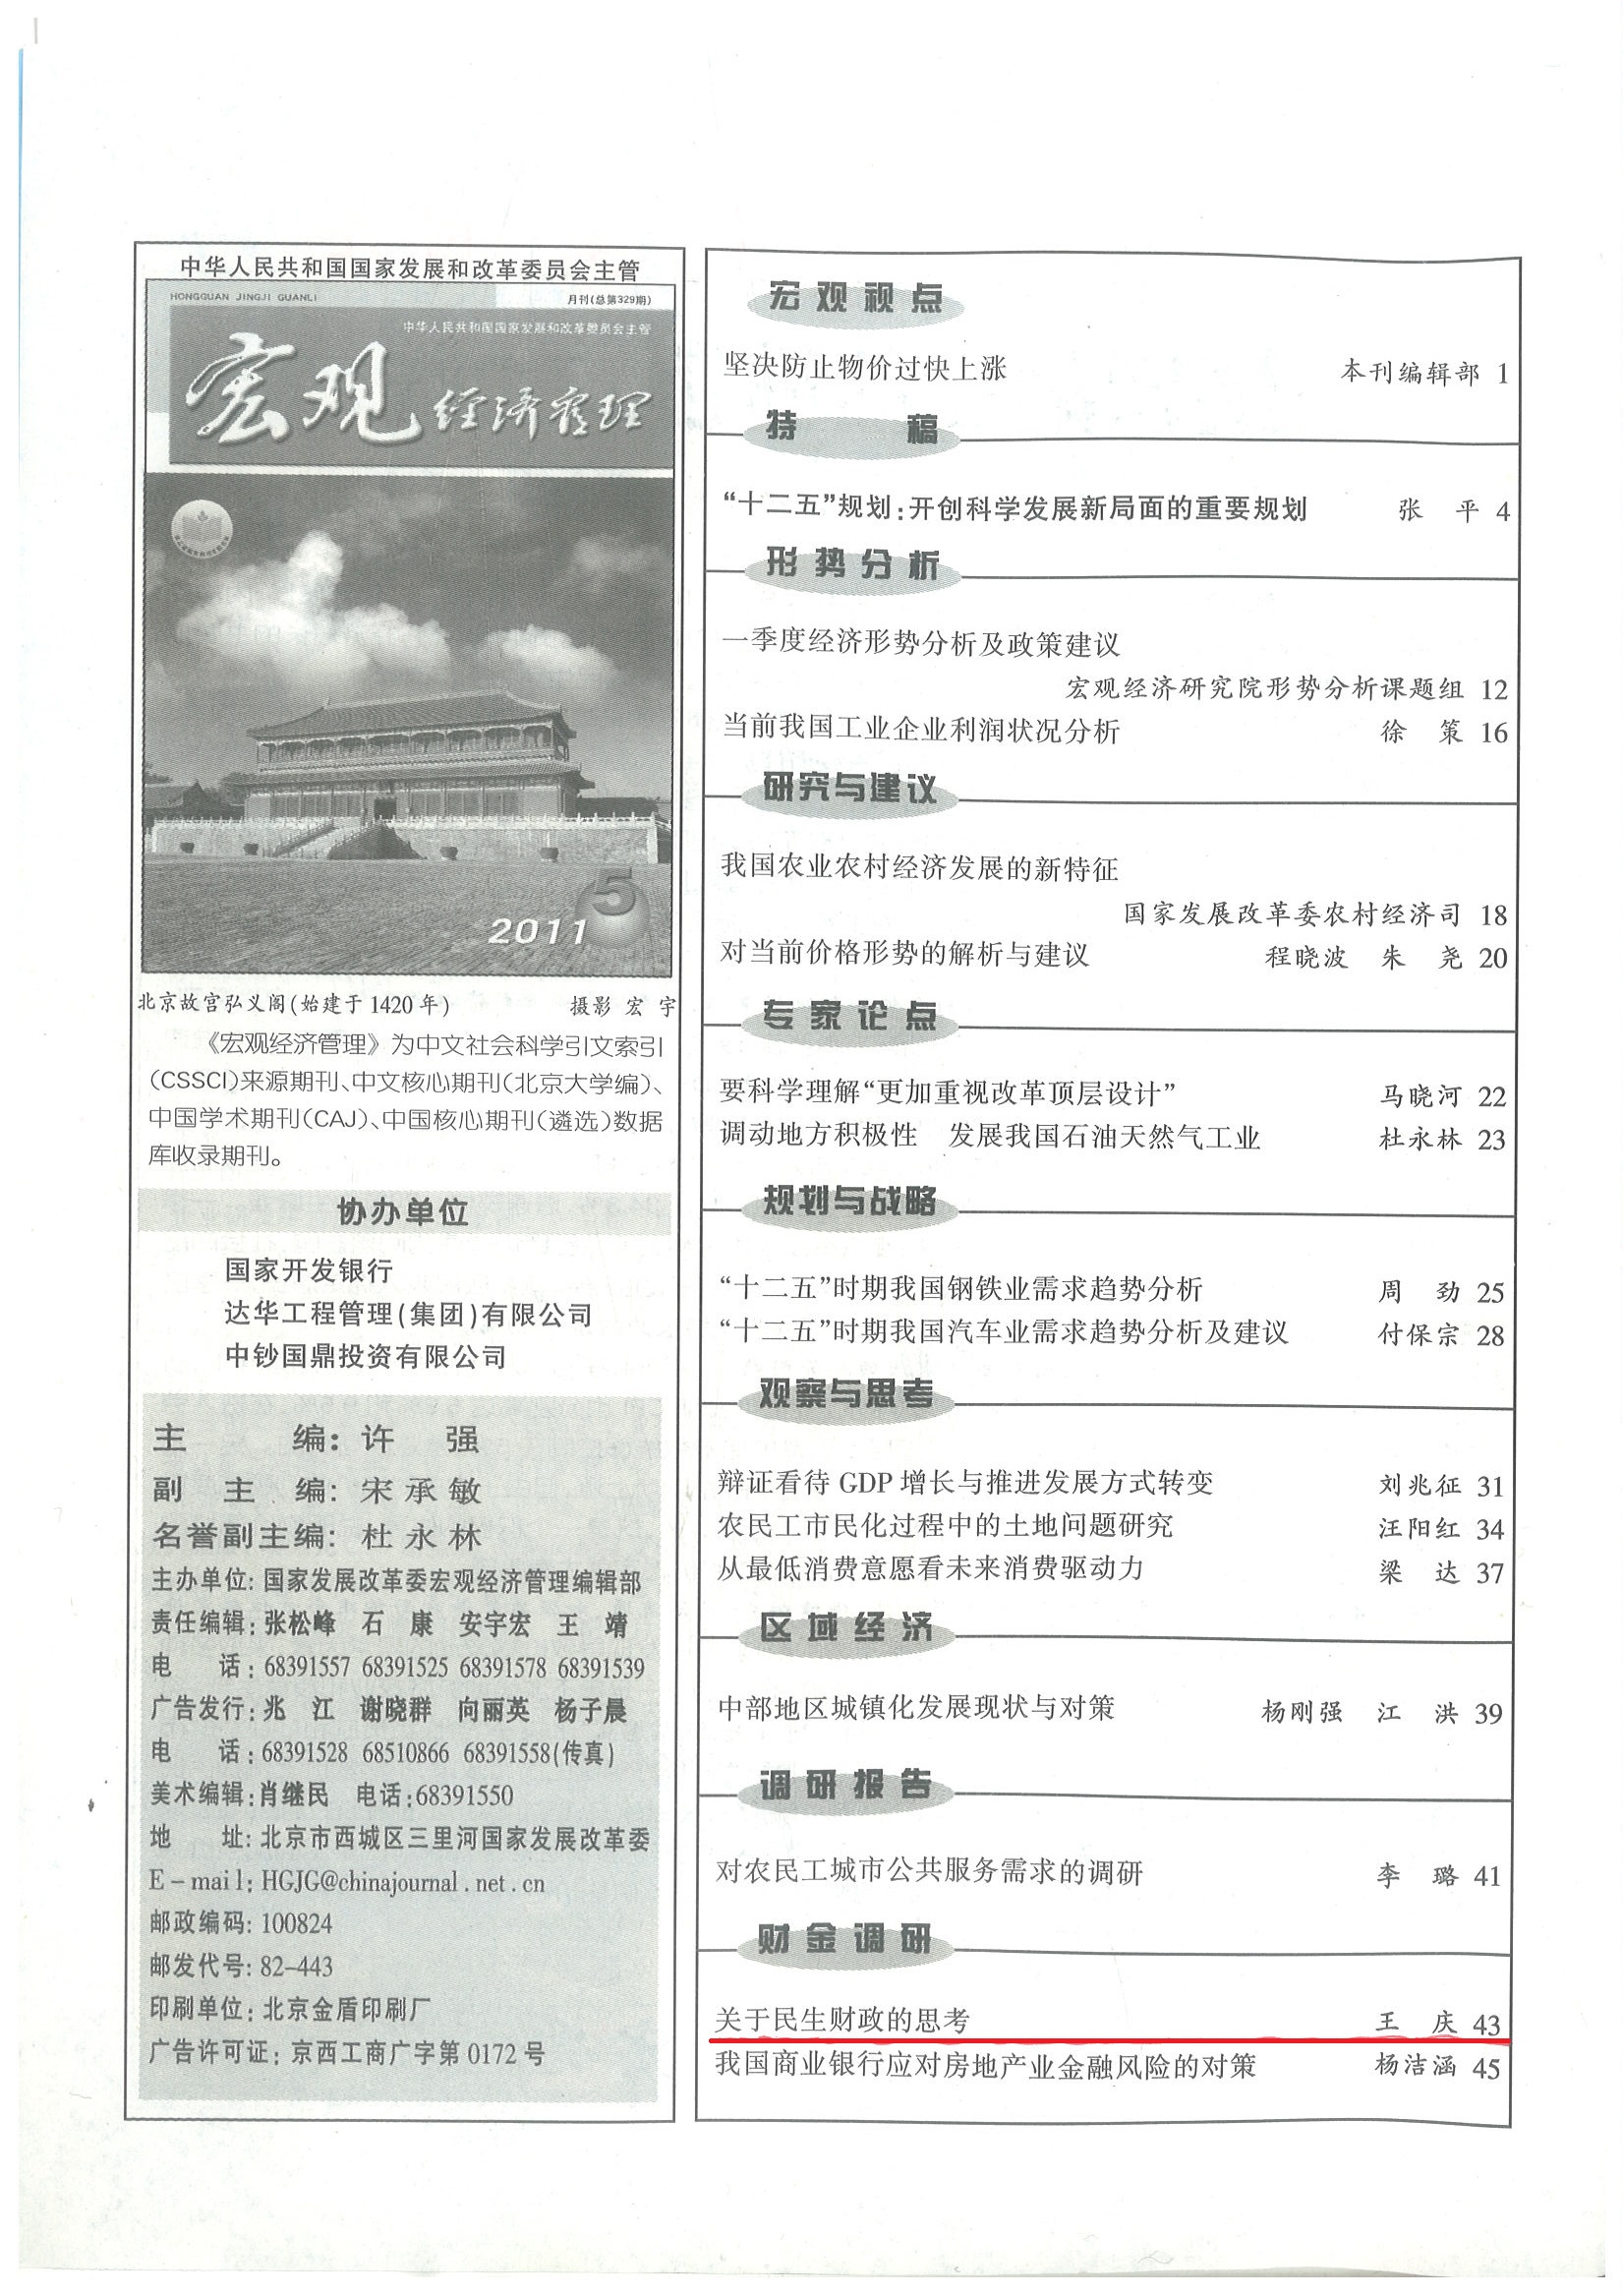 中华人民共和国国家发展和改革委员会主管
HONGGUAN JINGJI GUANLI
月刊(总第329期)
中华人民共和国国家发展和改革委员会主管
宏观经济管理
2011 5
北京故宫弘义阁(始建于1420年) 摄影 宏 宇
《宏观经济管理》为中文社会科学引文索引
(CSSCI)来源期刊、中文核心期刊(北京大学编)、
中国学术期刊(CAJ)、中国核心期刊(遴选)数据
库收录期刊。
协办单位
国家开发银行
达华工程管理(集团)有限公司
中钞国鼎投资有限公司
主 编: 许 强
副 主 编: 宋承敏
名誉副主编: 杜永林
主办单位: 国家发展改革委宏观经济管理编辑部
责任编辑: 张松峰 石 康 安宇宏 王 靖
电 话: 68391557 68391525 68391578 68391539
广告发行: 兆 江 谢晓群 向丽英 杨子晨
电 话: 68391528 68510866 68391558(传真)
美术编辑: 肖继民 电话:68391550
地 址: 北京市西城区三里河国家发展改革委
E-mail: HGJG@chinajournal.net.cn
邮政编码: 100824
邮发代号: 82-443
印刷单位: 北京金盾印刷厂
广告许可证: 京西工商广字第0172号
宏观视点
坚决防止物价过快上涨 本刊编辑部 1
特 稿
“十二五”规划:开创科学发展新局面的重要规划 张 平 4
形势分析
一季度经济形势分析及政策建议
宏观经济研究院形势分析课题组 12
当前我国工业企业利润状况分析 徐 策 16
研究与建议
我国农业农村经济发展的新特征
国家发展改革委农村经济司 18
对当前价格形势的解析与建议 程晓波 朱 尧 20
专家论点
要科学理解“更加重视改革顶层设计” 马晓河 22
调动地方积极性 发展我国石油天然气工业 杜永林 23
规划与战略
“十二五”时期我国钢铁业需求趋势分析 周 劲 25
“十二五”时期我国汽车业需求趋势分析及建议 付保宗 28
观察与思考
辩证看待GDP增长与推进发展方式转变 刘兆征 31
农民工市民化过程中的土地问题研究 汪阳红 34
从最低消费意愿看未来消费驱动力 梁 达 37
区域经济
中部地区城镇化发展现状与对策 杨刚强 江 洪 39
调研报告
对农民工城市公共服务需求的调研 李 璐 41
财金调研
关于民生财政的思考 王 庆 43
我国商业银行应对房地产业金融风险的对策 杨洁涵 45